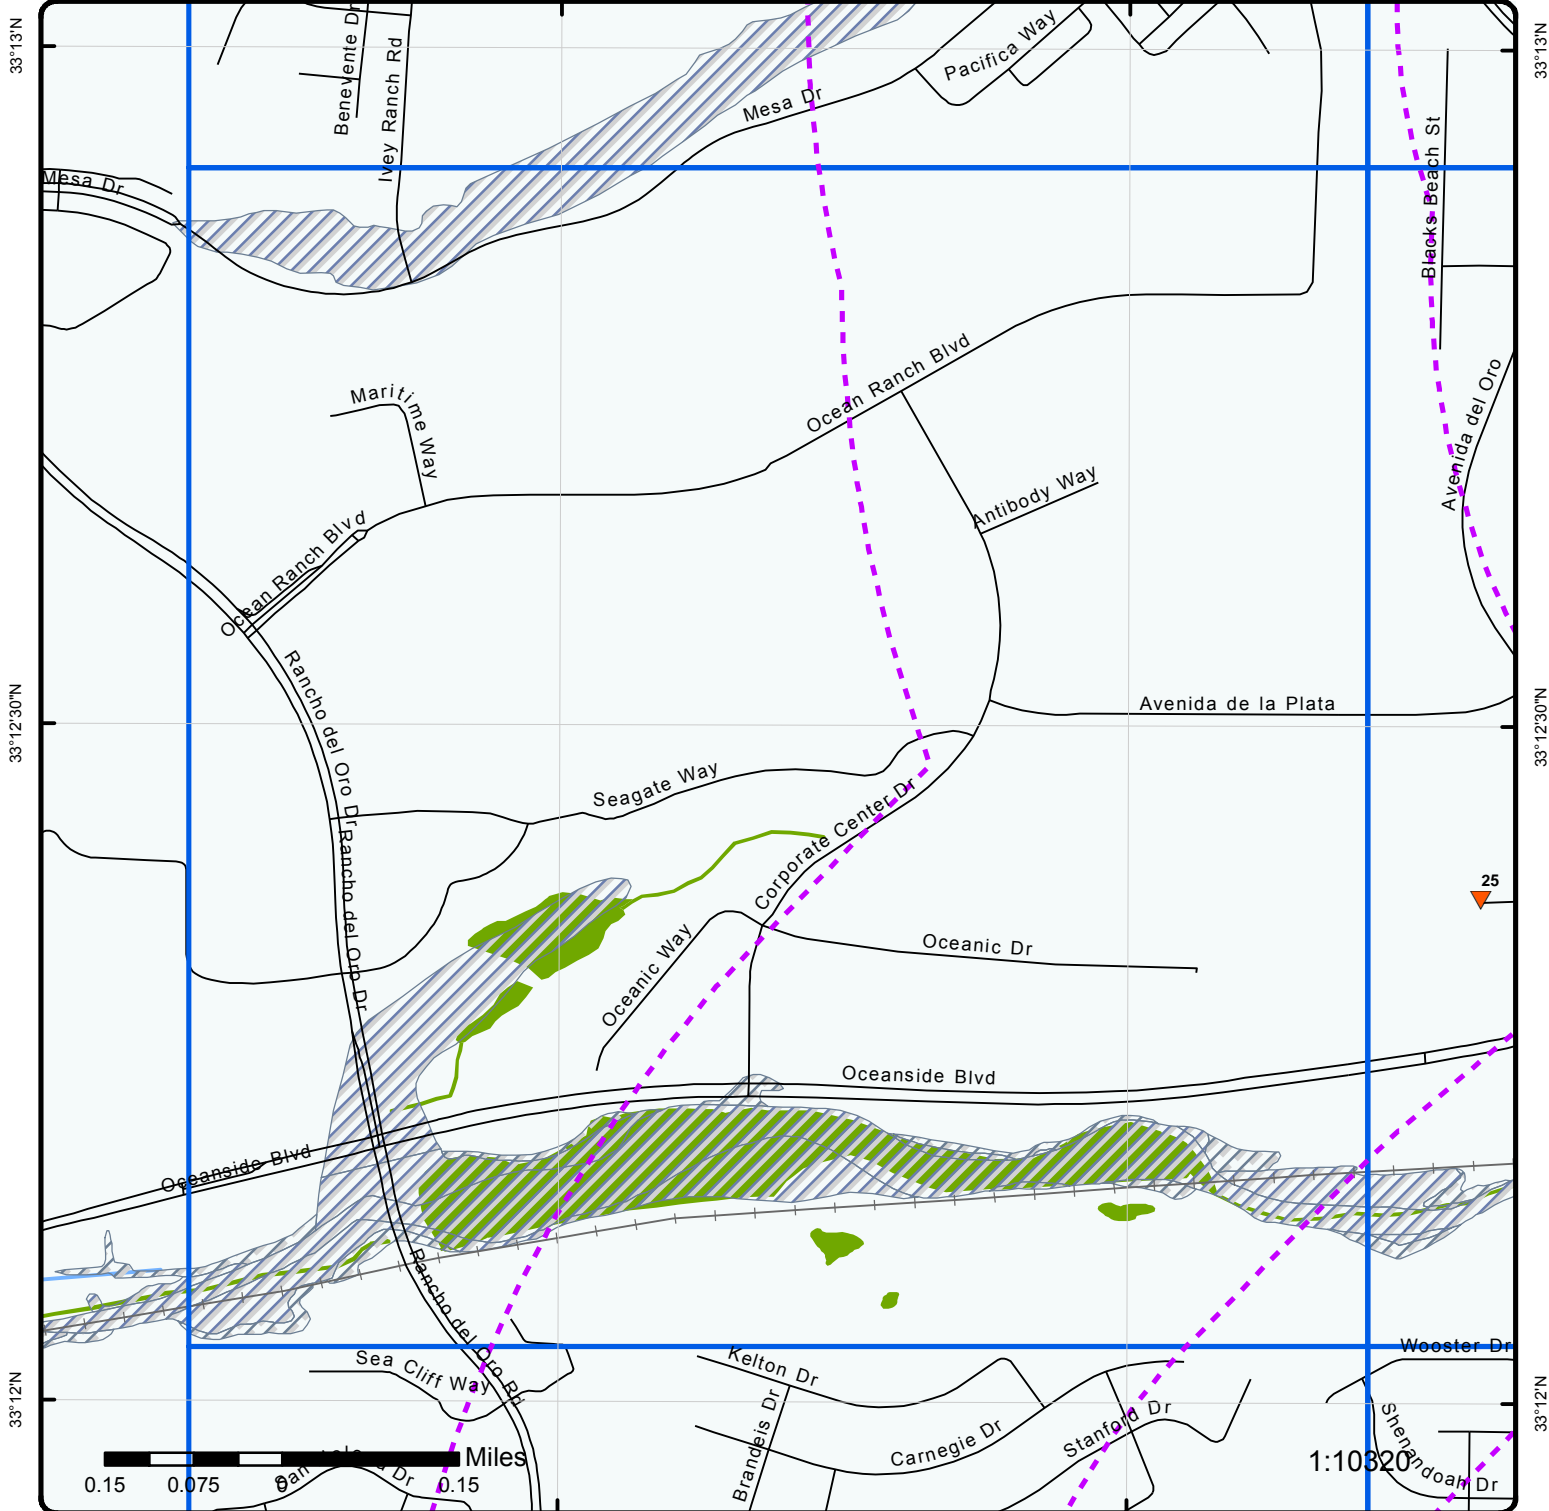 33°13'N
33°13'N
Benevente Dr
Ivey Ranch Rd
Pacifica Way
Mesa Dr
Mesa Dr
Blacks Beach St
Ocean Ranch Blvd
Maritime Way
Avenida del Oro
Antibody Way
Ocean Ranch Blvd
Rancho del Oro Dr
Avenida de la Plata
33°12'30"N
33°12'30"N
Seagate Way
Corporate Center Dr
Rancho del Oro Dr
25
Oceanic Way
Oceanic Dr
Oceanside Blvd
Oceanside Blvd
Rancho del Oro Rd
Wooster Dr
Sea Cliff Way
Kelton Dr
33°12'N
33°12'N
Brandeis Dr
Carnegie Dr
Stanford Dr
Shenandoah Dr
Miles
1:10320
San
Dr
0.15 0.075 0 0.15